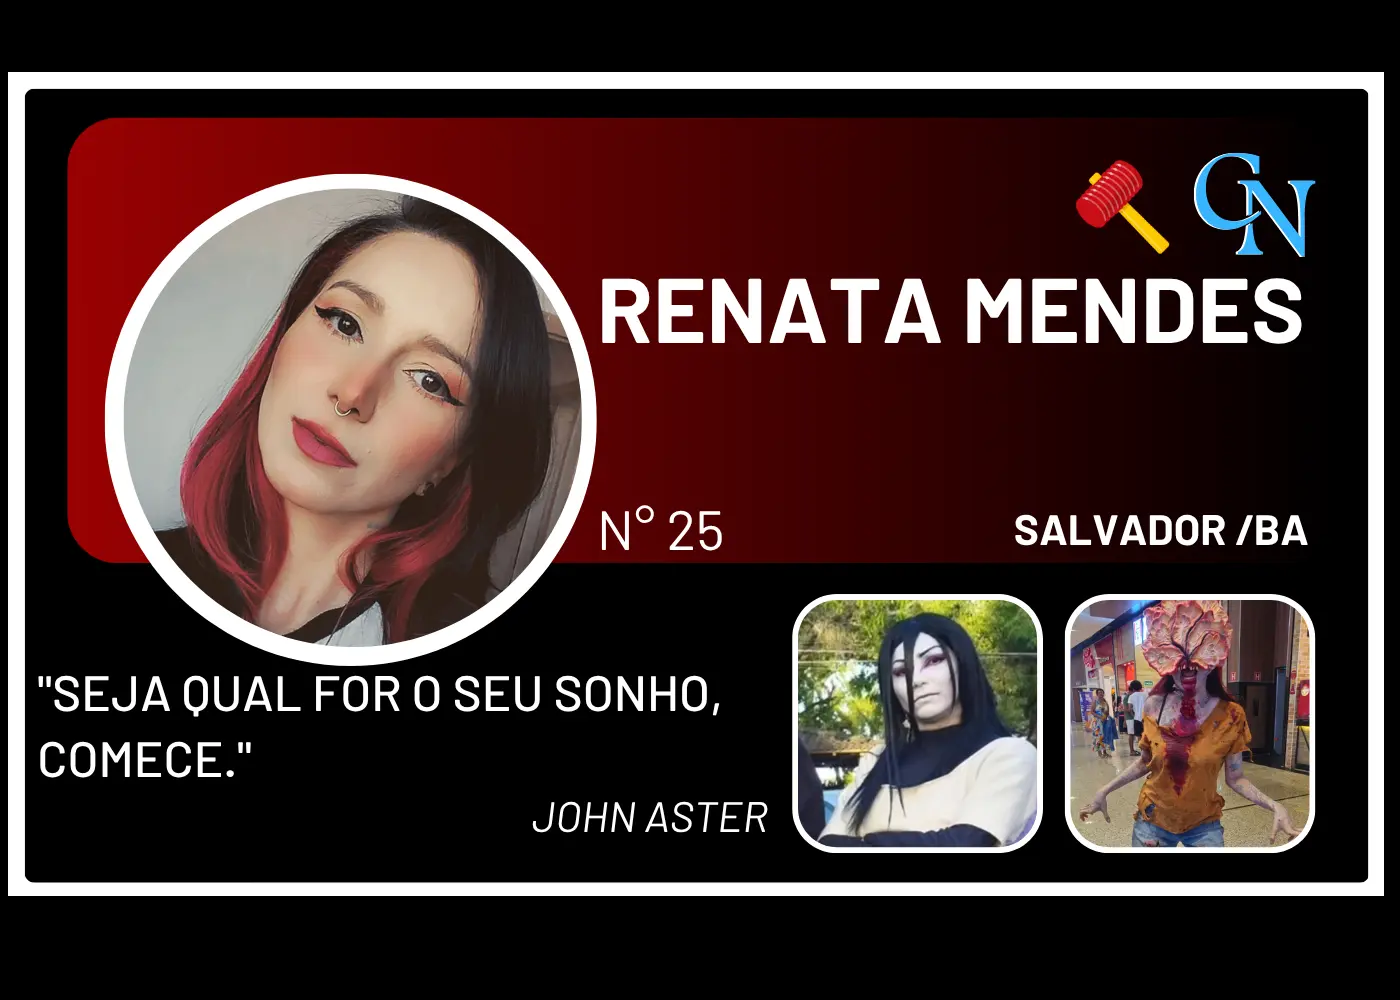 CN
RENATA MENDES
N° 25
SALVADOR /BA
"SEJA QUAL FOR O SEU SONHO,
COMECE."
JOHN ASTER